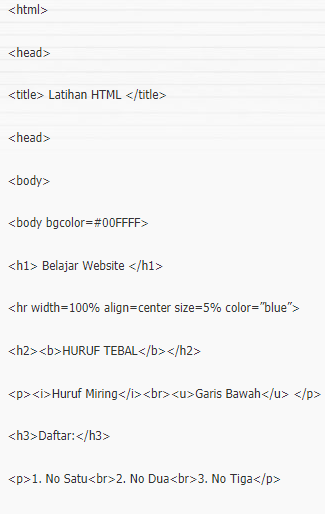 <html>
<head>
<title> Latihan HTML </title>
<head>
<body>
<body bgcolor=#00FFFF>
<h1> Belajar Website </h1>
<hr width=100% align=center size=5% color=”blue”>
<h2><b>HURUF TEBAL</b></h2>
<p><i>Huruf Miring</i><br><u>Garis Bawah</u> </p>
<h3>Daftar:</h3>
<p>1. No Satu<br>2. No Dua<br>3. No Tiga</p>